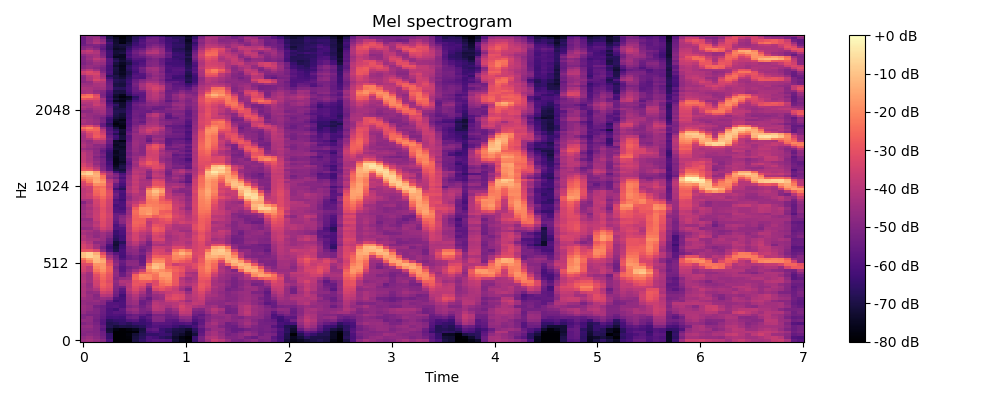 Mel spectrogram
Hz
2048
1024
512
0
0 1 2 3 4 5 6 7
Time
+0 dB
-10 dB
-20 dB
-30 dB
-40 dB
-50 dB
-60 dB
-70 dB
-80 dB